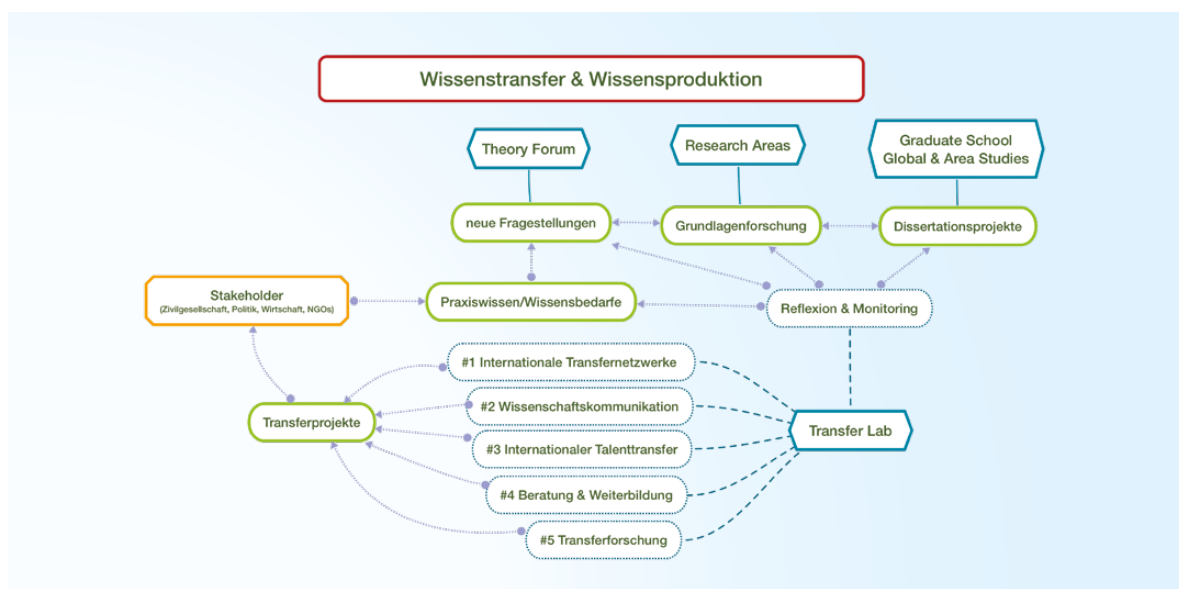 Wissenstransfer & Wissensproduktion
Theory Forum
Research Areas
Graduate School
Global & Area Studies
neue Fragestellungen
Grundlagenforschung
Dissertationsprojekte
Stakeholder
(Zivilgesellschaft, Politik, Wirtschaft, NGOs)
Praxiswissen/Wissensbedarfe
Reflexion & Monitoring
#1 Internationale Transfernetzwerke
#2 Wissenschaftskommunikation
Transferprojekte
Transfer Lab
#3 Internationaler Talenttransfer
#4 Beratung & Weiterbildung
#5 Transferforschung